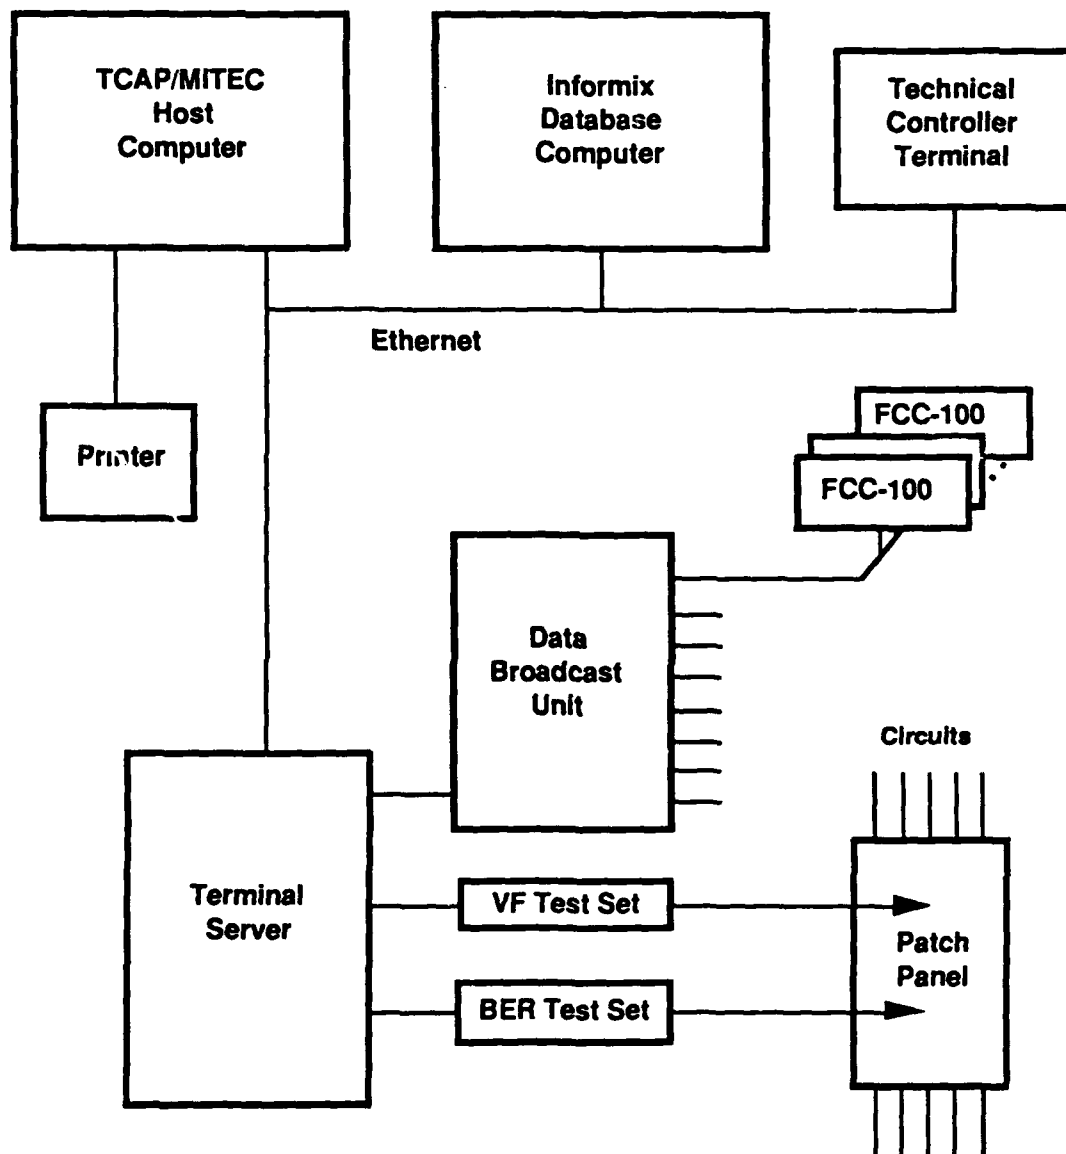 TCAP/MITEC
Host
Computer
Informix
Database
Computer
Technical
Controller
Terminal
Ethernet
Printer
FCC-100
FCC-100
Data
Broadcast
Unit
Circuits
Terminal
Server
VF Test Set
BER Test Set
Patch
Panel